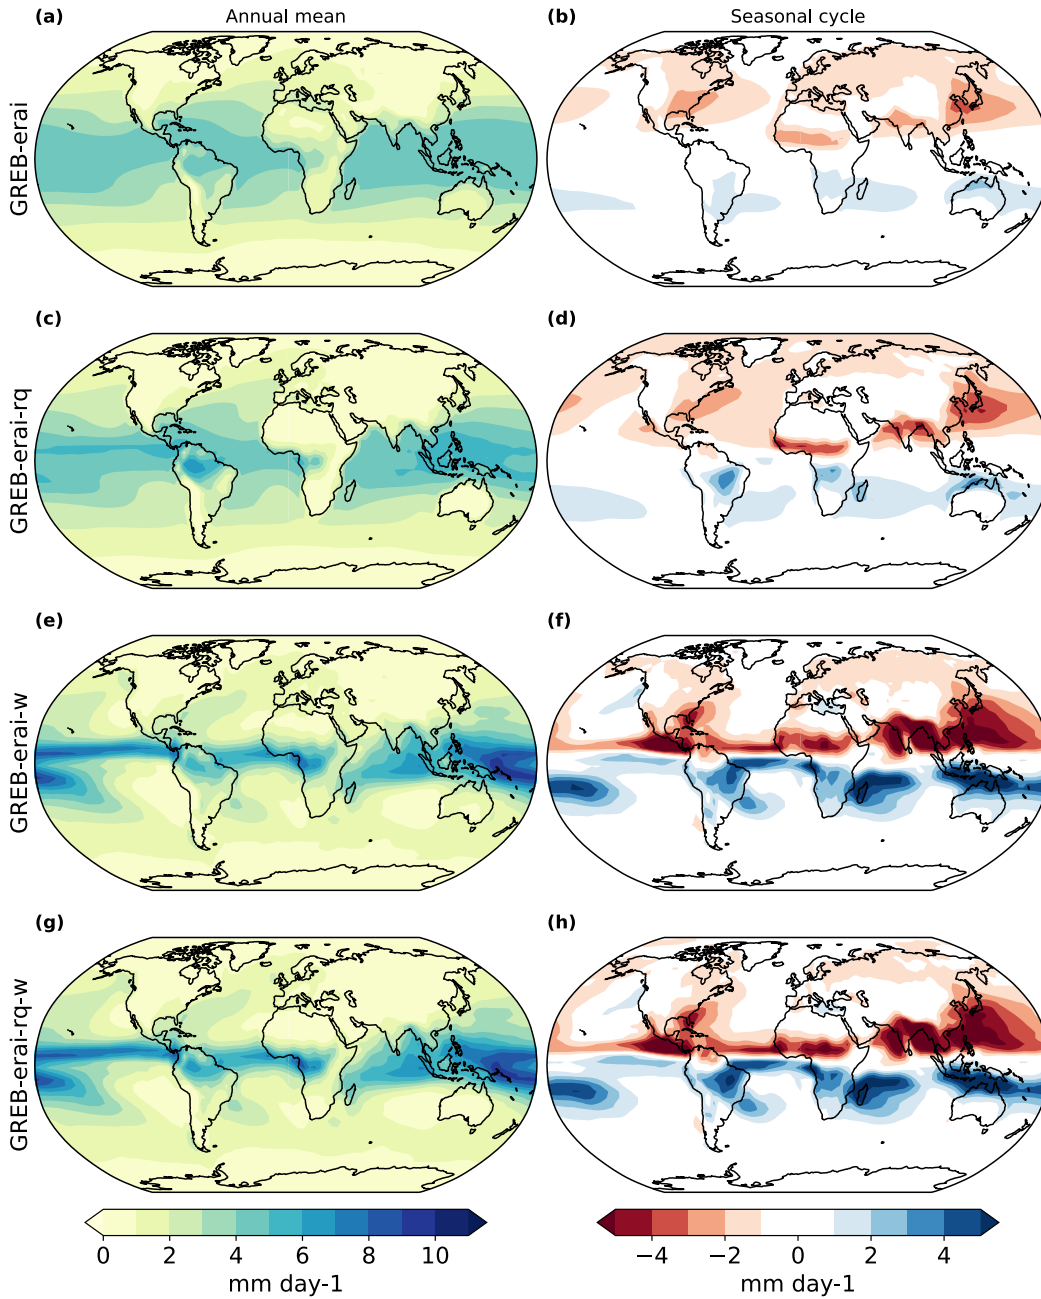 (a) Annual mean (b) Seasonal cycle
GREB-erai
(c) (d)
GREB-erai-rq
(e) (f)
GREB-erai-w
(g) (h)
GREB-erai-rq-w
0 2 4 6 8 10 −4 −2 0 2 4
mm day-1 mm day-1